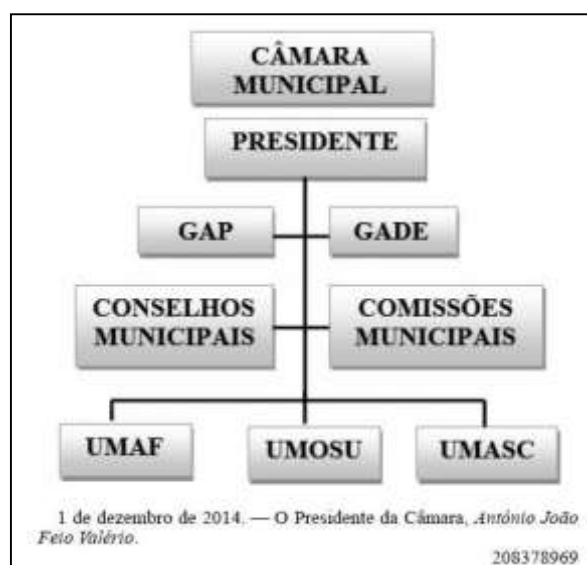 CÂMARA
MUNICIPAL
PRESIDENTE
GAP
GADE
CONSELHOS
MUNICIPAIS
COMISSÕES
MUNICIPAIS
UMAF
UMOSU
UMASC
1 de dezembro de 2014. — O Presidente da Câmara, António João
Feio Valério.
208378969